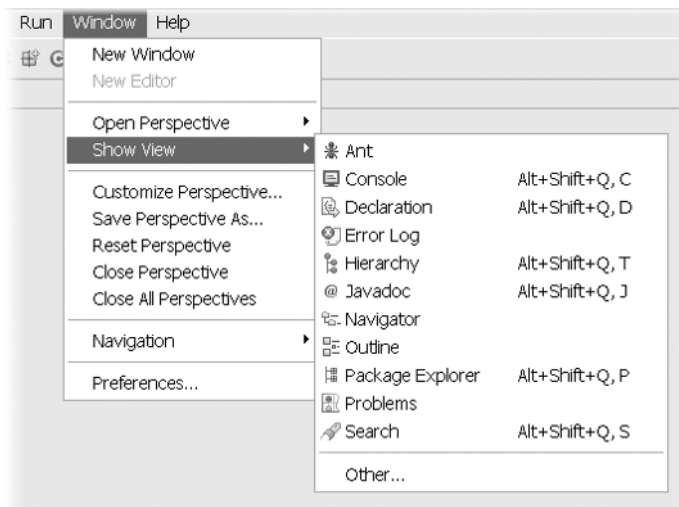 Run Window Help
New Window
New Editor
Open Perspective
Show View
Ant
Console Alt+Shift+Q, C
Declaration Alt+Shift+Q, D
Error Log
Hierarchy Alt+Shift+Q, T
@ Javadoc Alt+Shift+Q, J
Navigator
Outline
Package Explorer Alt+Shift+Q, P
Problems
Search Alt+Shift+Q, S
Other...
Customize Perspective...
Save Perspective As...
Reset Perspective
Close Perspective
Close All Perspectives
Navigation
Preferences...